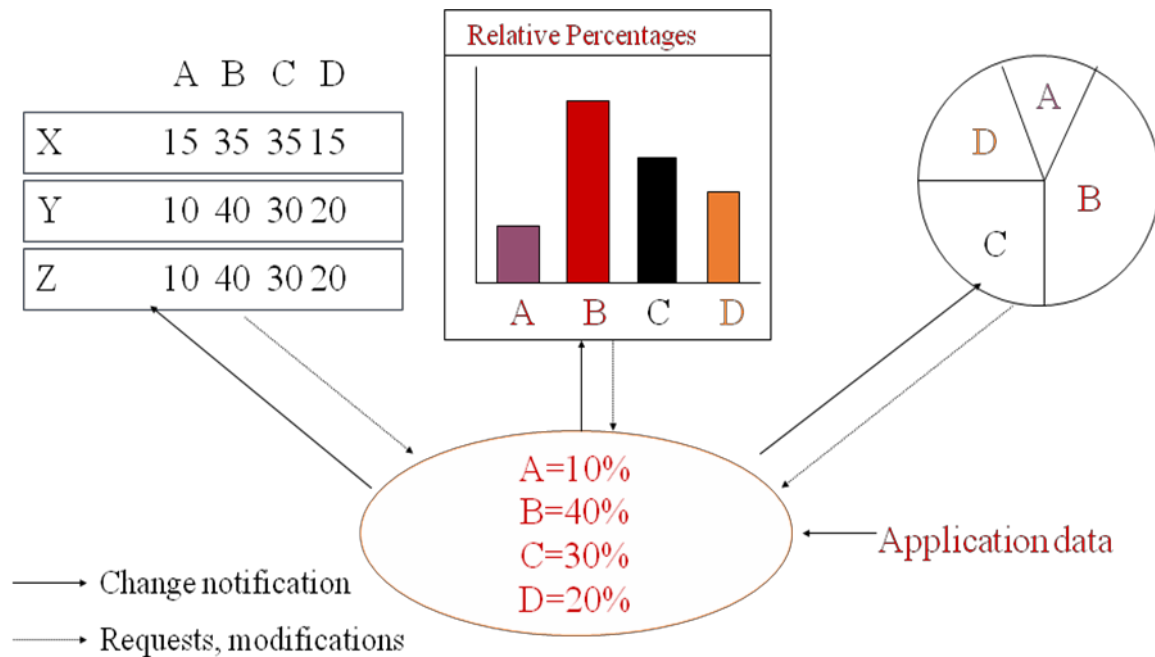 A B C D
X 15 35 35 15
Y 10 40 30 20
Z 10 40 30 20
Relative Percentages
A B C D
A
D
B
C
A=10%
B=40%
C=30%
D=20%
Application data
Change notification
Requests, modifications